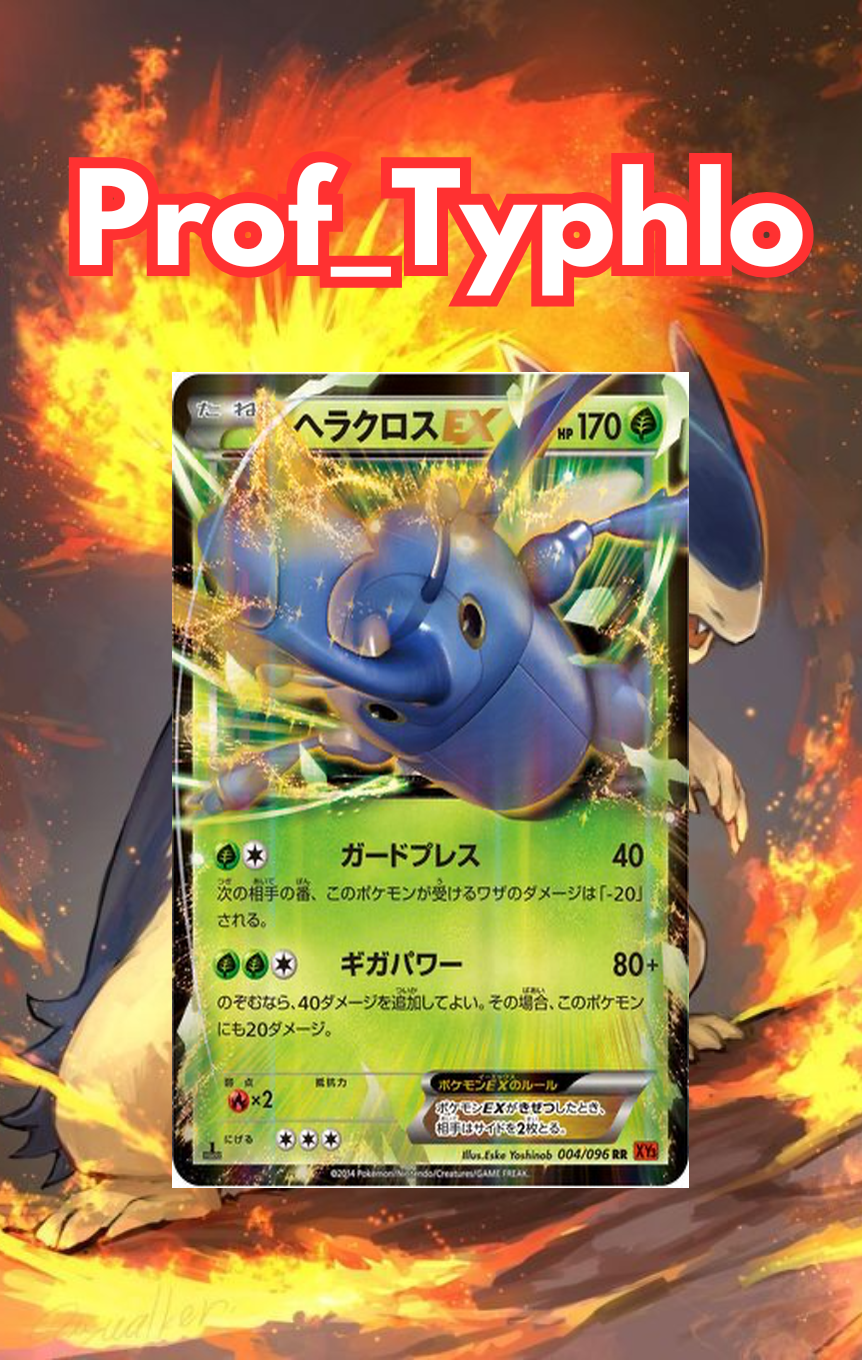 Prof_Typhlo
たね
ヘラクロスEX
HP 170
ガードプレス 40
次の相手の番、このポケモンが受けるワザのダメージは「-20」
される。
ギガパワー 80+
のぞむなら、40ダメージを追加してよい。その場合、このポケモン
にも20ダメージ。
弱点 抵抗力
×2
ポケモンEXのルール
ポケモンEXがきぜつしたとき、
相手はサイドを2枚とる。
にげる
Illus.Eske Yoshinob 004/096 RR XY3
©2014 Pokémon/Nintendo/Creatures/GAME FREAK.